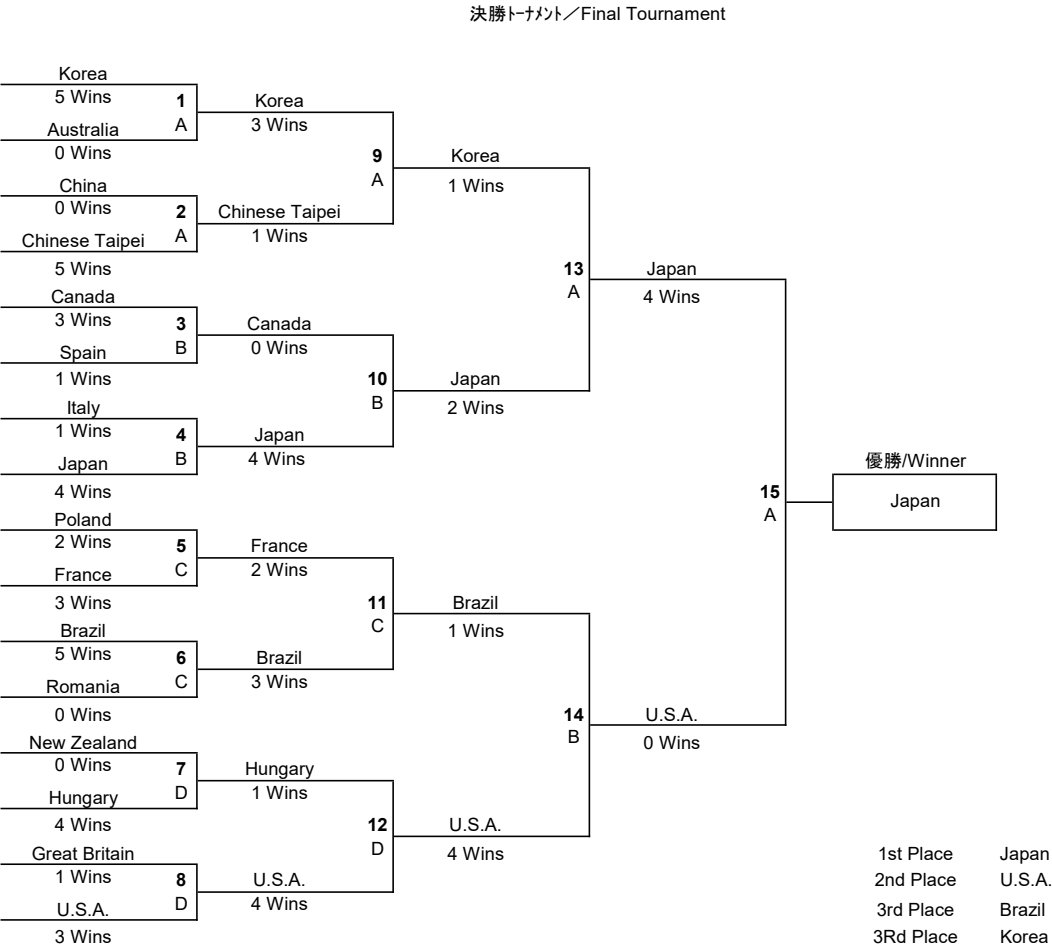 決勝ﾄｰﾅﾒﾝﾄ／Final Tournament
Korea
5 Wins
1
A
Australia
0 Wins
China
0 Wins
2
A
Chinese Taipei
5 Wins
Canada
3 Wins
3
B
Spain
1 Wins
Italy
1 Wins
4
B
Japan
4 Wins
Poland
2 Wins
5
C
France
3 Wins
Brazil
5 Wins
6
C
Romania
0 Wins
New Zealand
0 Wins
7
D
Hungary
4 Wins
Great Britain
1 Wins
8
D
U.S.A.
3 Wins
Korea
3 Wins
9
A
Chinese Taipei
1 Wins
Canada
0 Wins
10
B
Japan
4 Wins
France
2 Wins
11
C
Brazil
3 Wins
Hungary
1 Wins
12
D
U.S.A.
4 Wins
Korea
1 Wins
13
A
Japan
2 Wins
Brazil
1 Wins
14
B
U.S.A.
4 Wins
Japan
4 Wins
15
A
U.S.A.
0 Wins
優勝/Winner
Japan
1st Place Japan
2nd Place U.S.A.
3rd Place Brazil
3Rd Place Korea